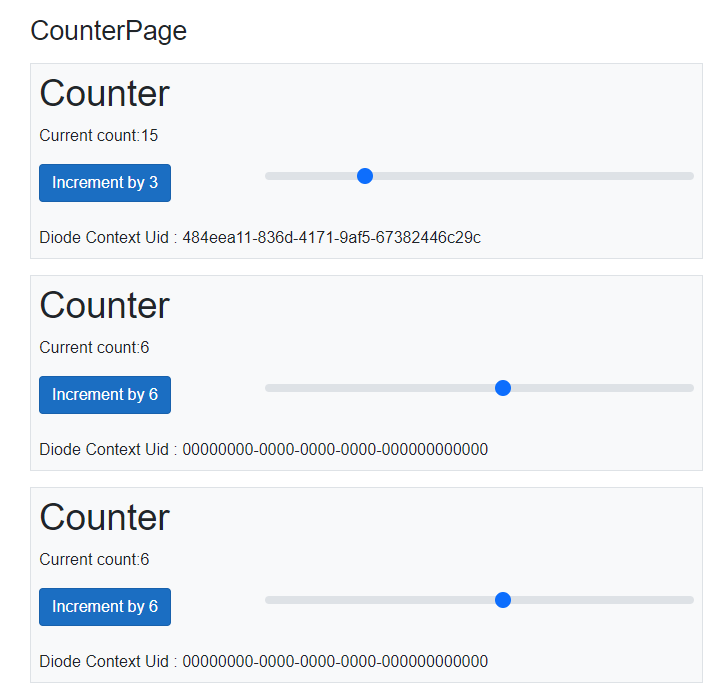 CounterPage
Counter
Current count:15
Increment by 3
Diode Context Uid : 484eea11-836d-4171-9af5-67382446c29c
Counter
Current count:6
Increment by 6
Diode Context Uid : 00000000-0000-0000-0000-000000000000
Counter
Current count:6
Increment by 6
Diode Context Uid : 00000000-0000-0000-0000-000000000000